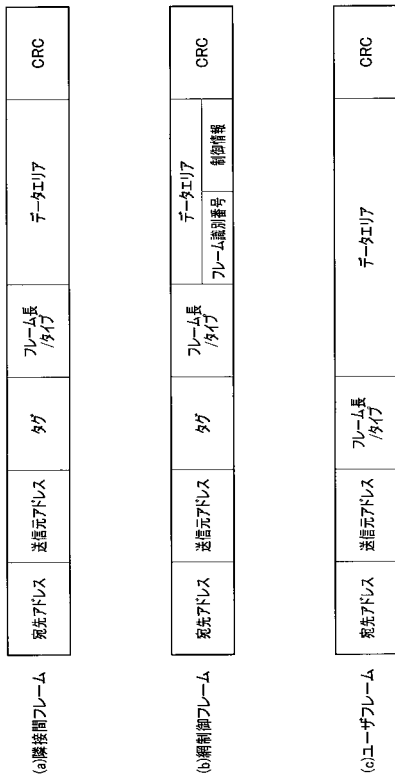 (a)隣接間フレーム
宛先アドレス
送信元アドレス
タグ
フレーム長
/タイプ
データエリア
CRC
(b)網制御フレーム
宛先アドレス
送信元アドレス
タグ
フレーム長
/タイプ
データエリア
フレーム識別番号
制御情報
CRC
(c)ユーザフレーム
宛先アドレス
送信元アドレス
フレーム長
/タイプ
データエリア
CRC